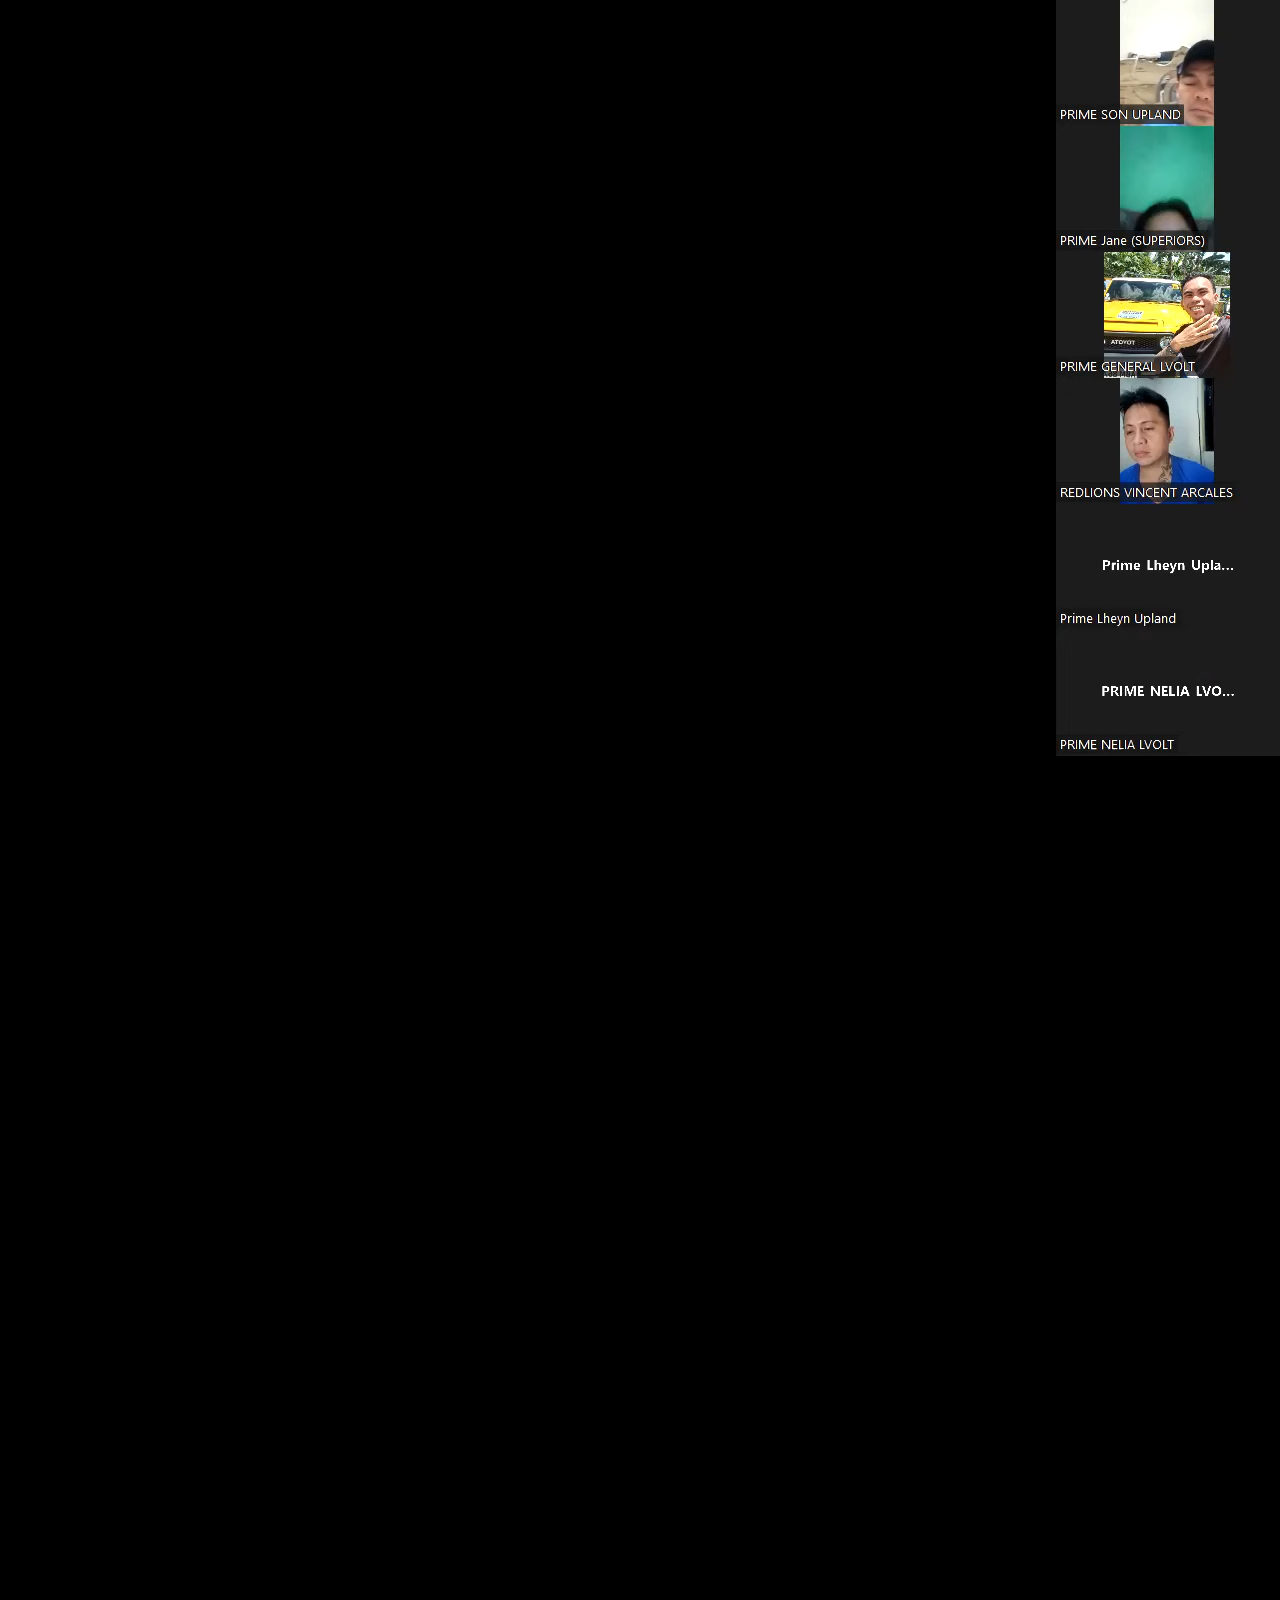 PRIME SON UPLAND
PRIME Jane (SUPERIORS)
ATOYOT
PRIME GENERAL LVOLT
REDLIONS VINCENT ARCALES
Prime Lheyn Upla...
Prime Lheyn Upland
PRIME NELIA LVO...
PRIME NELIA LVOLT